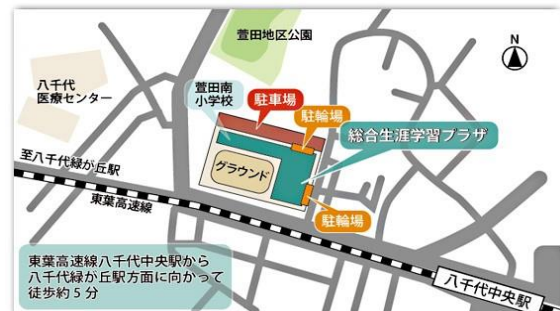 萱田地区公園
N
八千代
医療センター
萱田南
小学校
駐車場
駐輪場
総合生涯学習プラザ
グラウンド
至八千代緑が丘駅
東葉高速線
駐輪場
東葉高速線八千代中央駅から
八千代緑が丘駅方面に向かって
徒歩約5分
八千代中央駅